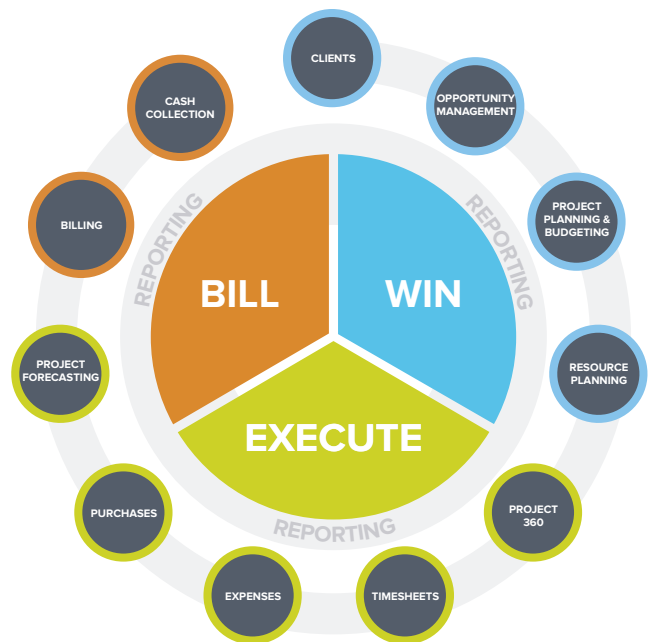 CLIENTS
OPPORTUNITY
MANAGEMENT
PROJECT
PLANNING &
BUDGETING
RESOURCE
PLANNING
PROJECT
360
TIMESHEETS
EXPENSES
PURCHASES
PROJECT
FORECASTING
BILLING
CASH
COLLECTION
REPORTING
REPORTING
REPORTING
BILL
WIN
EXECUTE